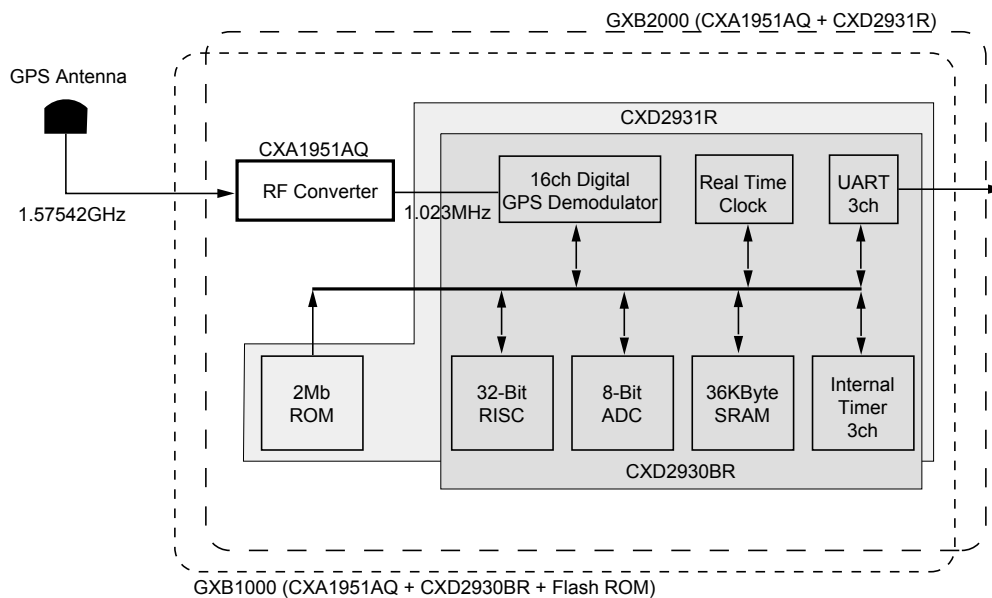 GXB2000 (CXA1951AQ + CXD2931R)
GPS Antenna
CXD2931R
CXA1951AQ
RF Converter
16ch Digital
GPS Demodulator
Real Time
Clock
UART
3ch
1.57542GHz
1.023MHz
2Mb
ROM
32-Bit
RISC
8-Bit
ADC
36KByte
SRAM
Internal
Timer
3ch
CXD2930BR
GXB1000 (CXA1951AQ + CXD2930BR + Flash ROM)